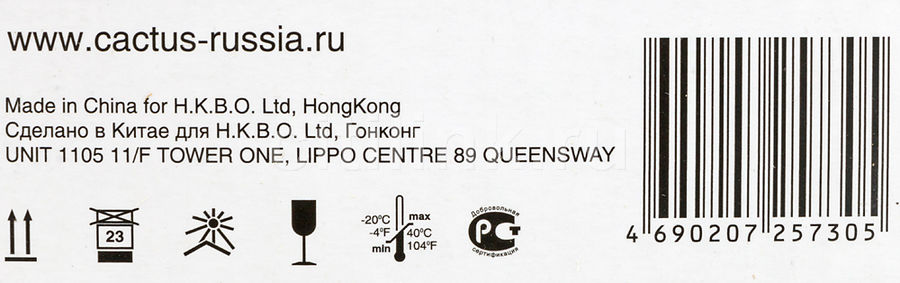 www.cactus-russia.ru
Made in China for H.K.B.O. Ltd, HongKong
Сделано в Китае для H.K.B.O. Ltd, Гонконг
UNIT 1105 11/F TOWER ONE, LIPPO CENTRE 89 QUEENSWAY
23
-20°C max
-4°F 40°C
min 104°F
Добровольная
РСТ
сертификация
4 690207 257305